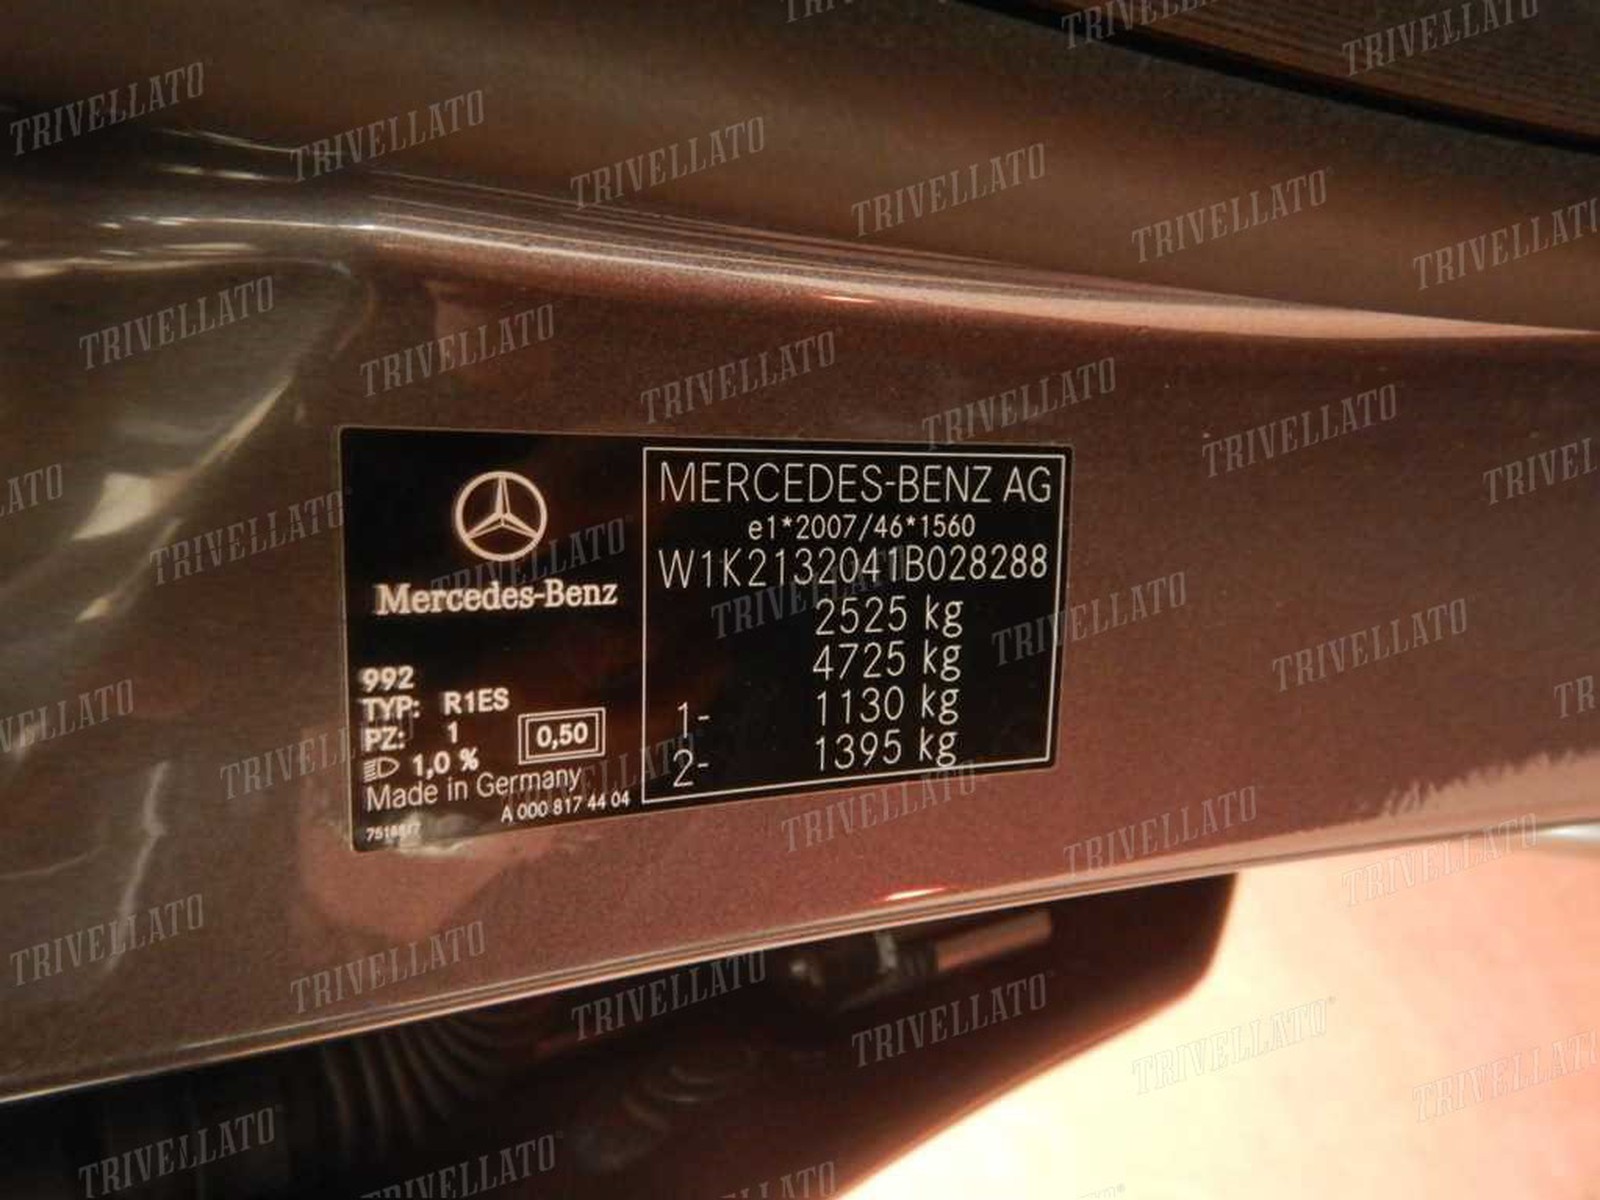 TRIVELLATO
Mercedes-Benz
992
TYP: R1ES
PZ: 1
1,0 %
0,50
Made in Germany
A 000 817 44 04
MERCEDES-BENZ AG
e1*2007/46*1560
W1K2132041B028288
2525 kg
4725 kg
1- 1130 kg
2- 1395 kg